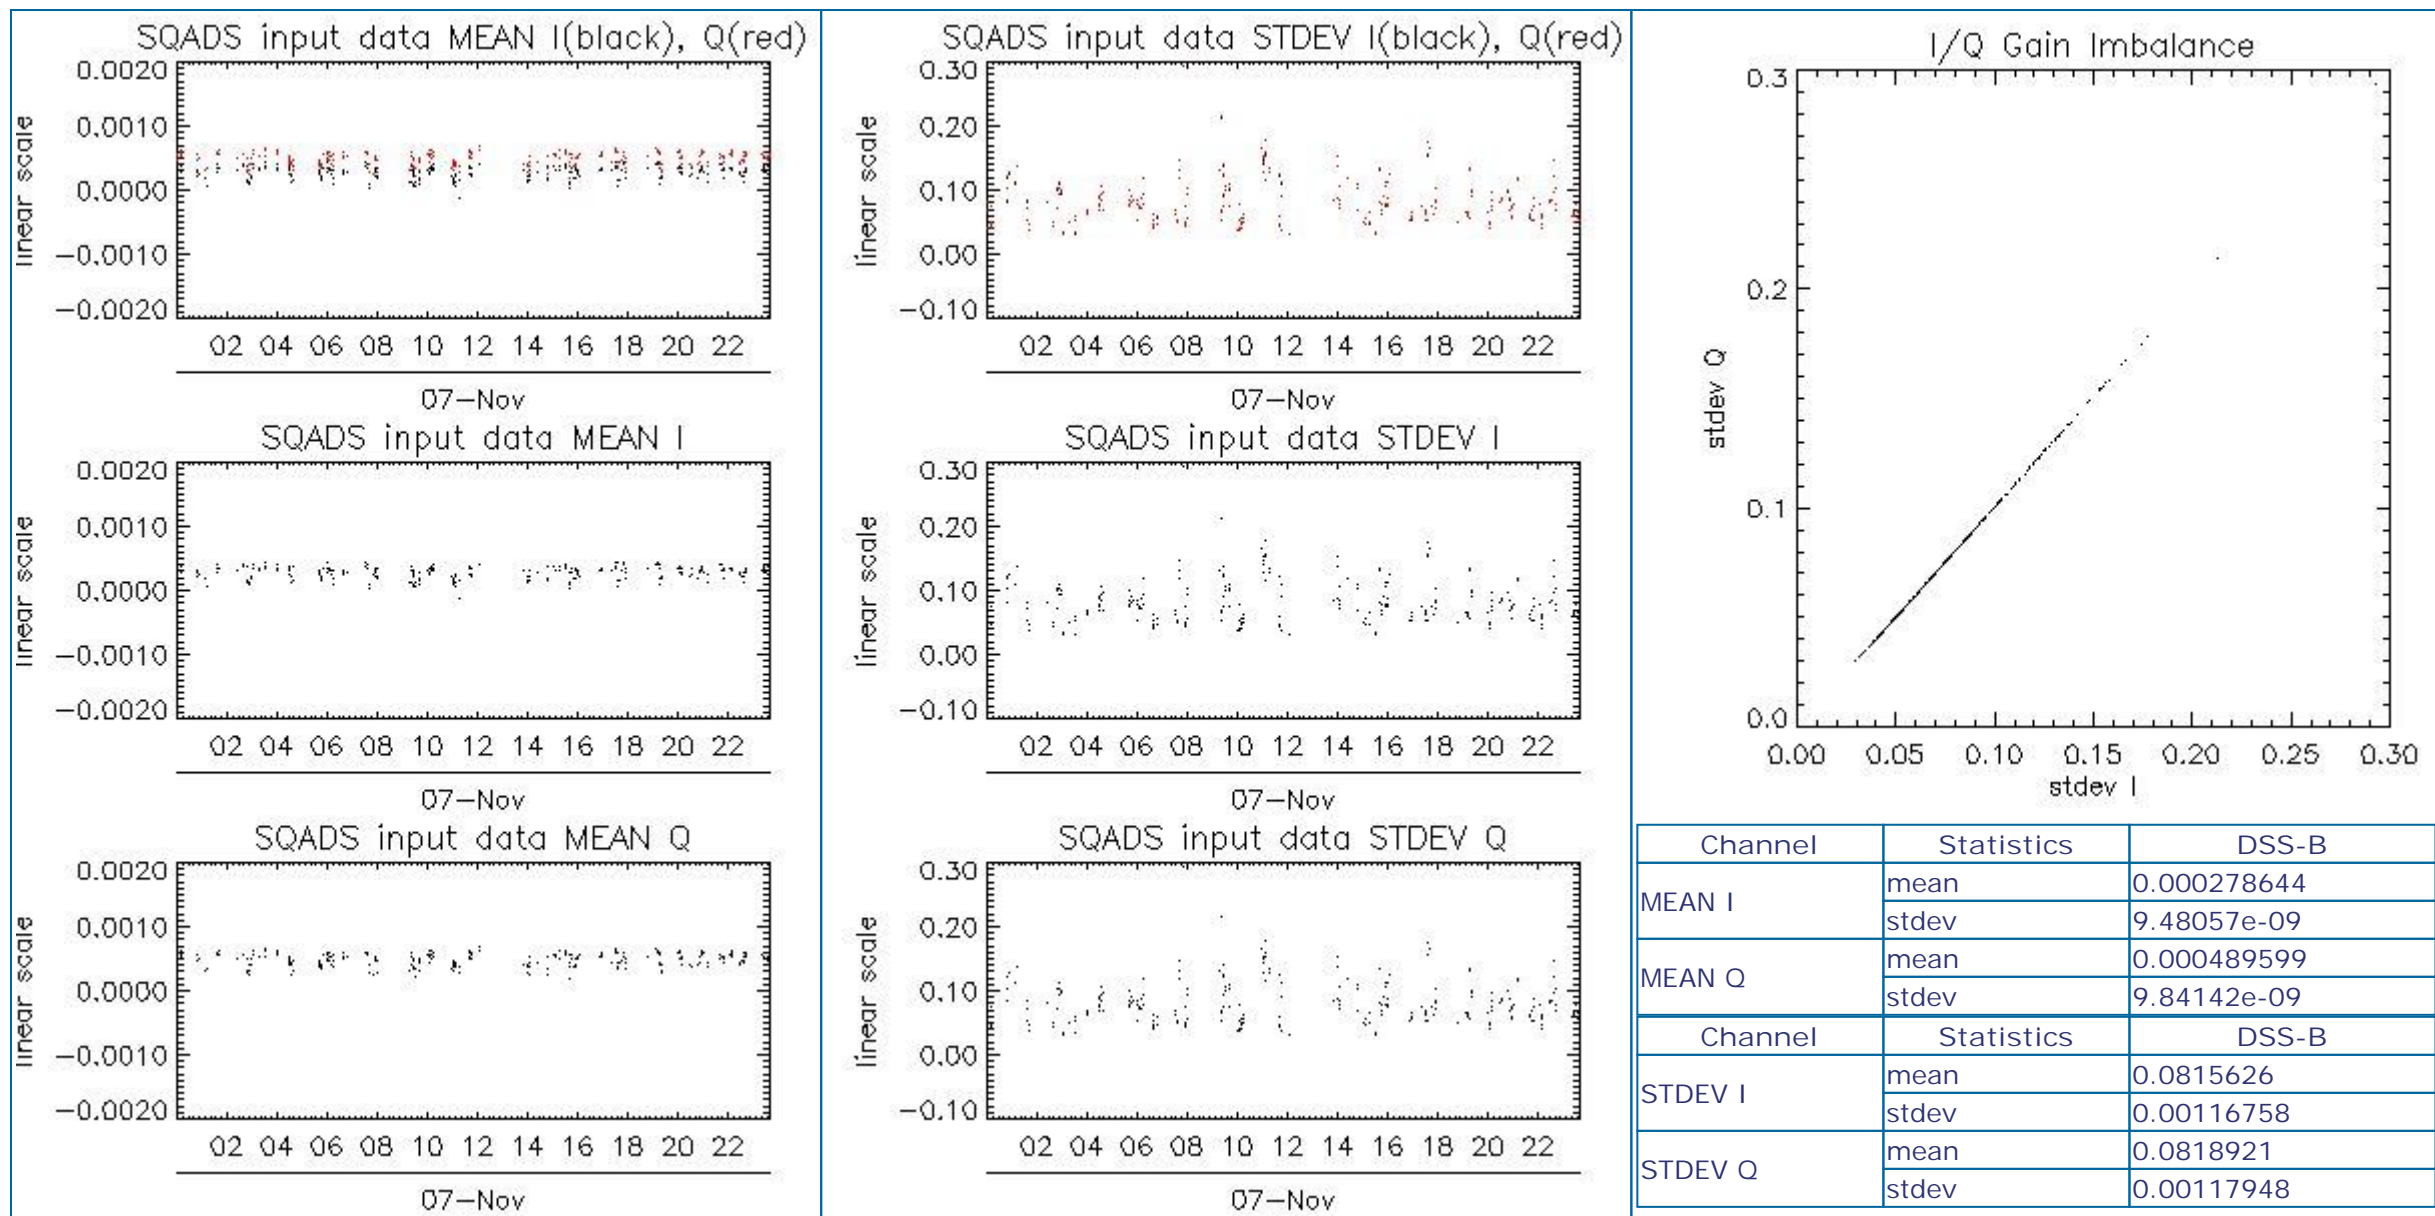 SQADS input data MEAN I(black), Q(red)
linear scale
0.0020
0.0010
0.0000
−0.0010
−0.0020
02 04 06 08 10 12 14 16 18 20 22
07−Nov
SQADS input data MEAN I
linear scale
0.0020
0.0010
0.0000
−0.0010
−0.0020
02 04 06 08 10 12 14 16 18 20 22
07−Nov
SQADS input data MEAN Q
linear scale
0.0020
0.0010
0.0000
−0.0010
−0.0020
02 04 06 08 10 12 14 16 18 20 22
07−Nov
SQADS input data STDEV I(black), Q(red)
linear scale
0.30
0.20
0.10
0.00
−0.10
02 04 06 08 10 12 14 16 18 20 22
07−Nov
SQADS input data STDEV I
linear scale
0.30
0.20
0.10
0.00
−0.10
02 04 06 08 10 12 14 16 18 20 22
07−Nov
SQADS input data STDEV Q
linear scale
0.30
0.20
0.10
0.00
−0.10
02 04 06 08 10 12 14 16 18 20 22
07−Nov
I/Q Gain Imbalance
stdev Q
0.3
0.2
0.1
0.0
0.00 0.05 0.10 0.15 0.20 0.25 0.30
stdev I
Channel Statistics DSS-B
MEAN I mean 0.000278644
stdev 9.48057e-09
MEAN Q mean 0.000489599
stdev 9.84142e-09
Channel Statistics DSS-B
STDEV I mean 0.0815626
stdev 0.00116758
STDEV Q mean 0.0818921
stdev 0.00117948